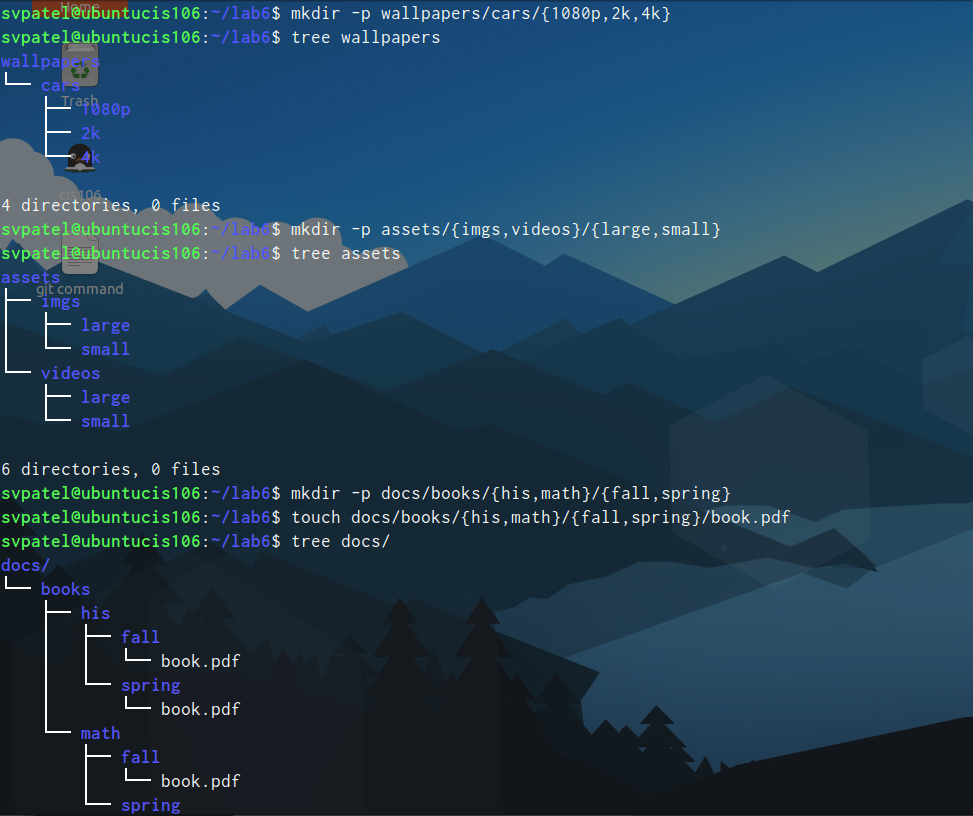 Home
svpatel@ubuntucis106:~/lab6$ mkdir -p wallpapers/cars/{1080p,2k,4k}
svpatel@ubuntucis106:~/lab6$ tree wallpapers
wallpapers
└── cars
Trash
    ├── 1080p
    ├── 2k
    └── 4k
cis106
4 directories, 0 files
svpatel@ubuntucis106:~/lab6$ mkdir -p assets/{imgs,videos}/{large,small}
svpatel@ubuntucis106:~/lab6$ tree assets
assets
git command
├── imgs
│   ├── large
│   └── small
└── videos
    ├── large
    └── small
6 directories, 0 files
svpatel@ubuntucis106:~/lab6$ mkdir -p docs/books/{his,math}/{fall,spring}
svpatel@ubuntucis106:~/lab6$ touch docs/books/{his,math}/{fall,spring}/book.pdf
svpatel@ubuntucis106:~/lab6$ tree docs/
docs/
└── books
    ├── his
    │   ├── fall
    │   │   └── book.pdf
    │   └── spring
    │       └── book.pdf
    └── math
        ├── fall
        │   └── book.pdf
        └── spring